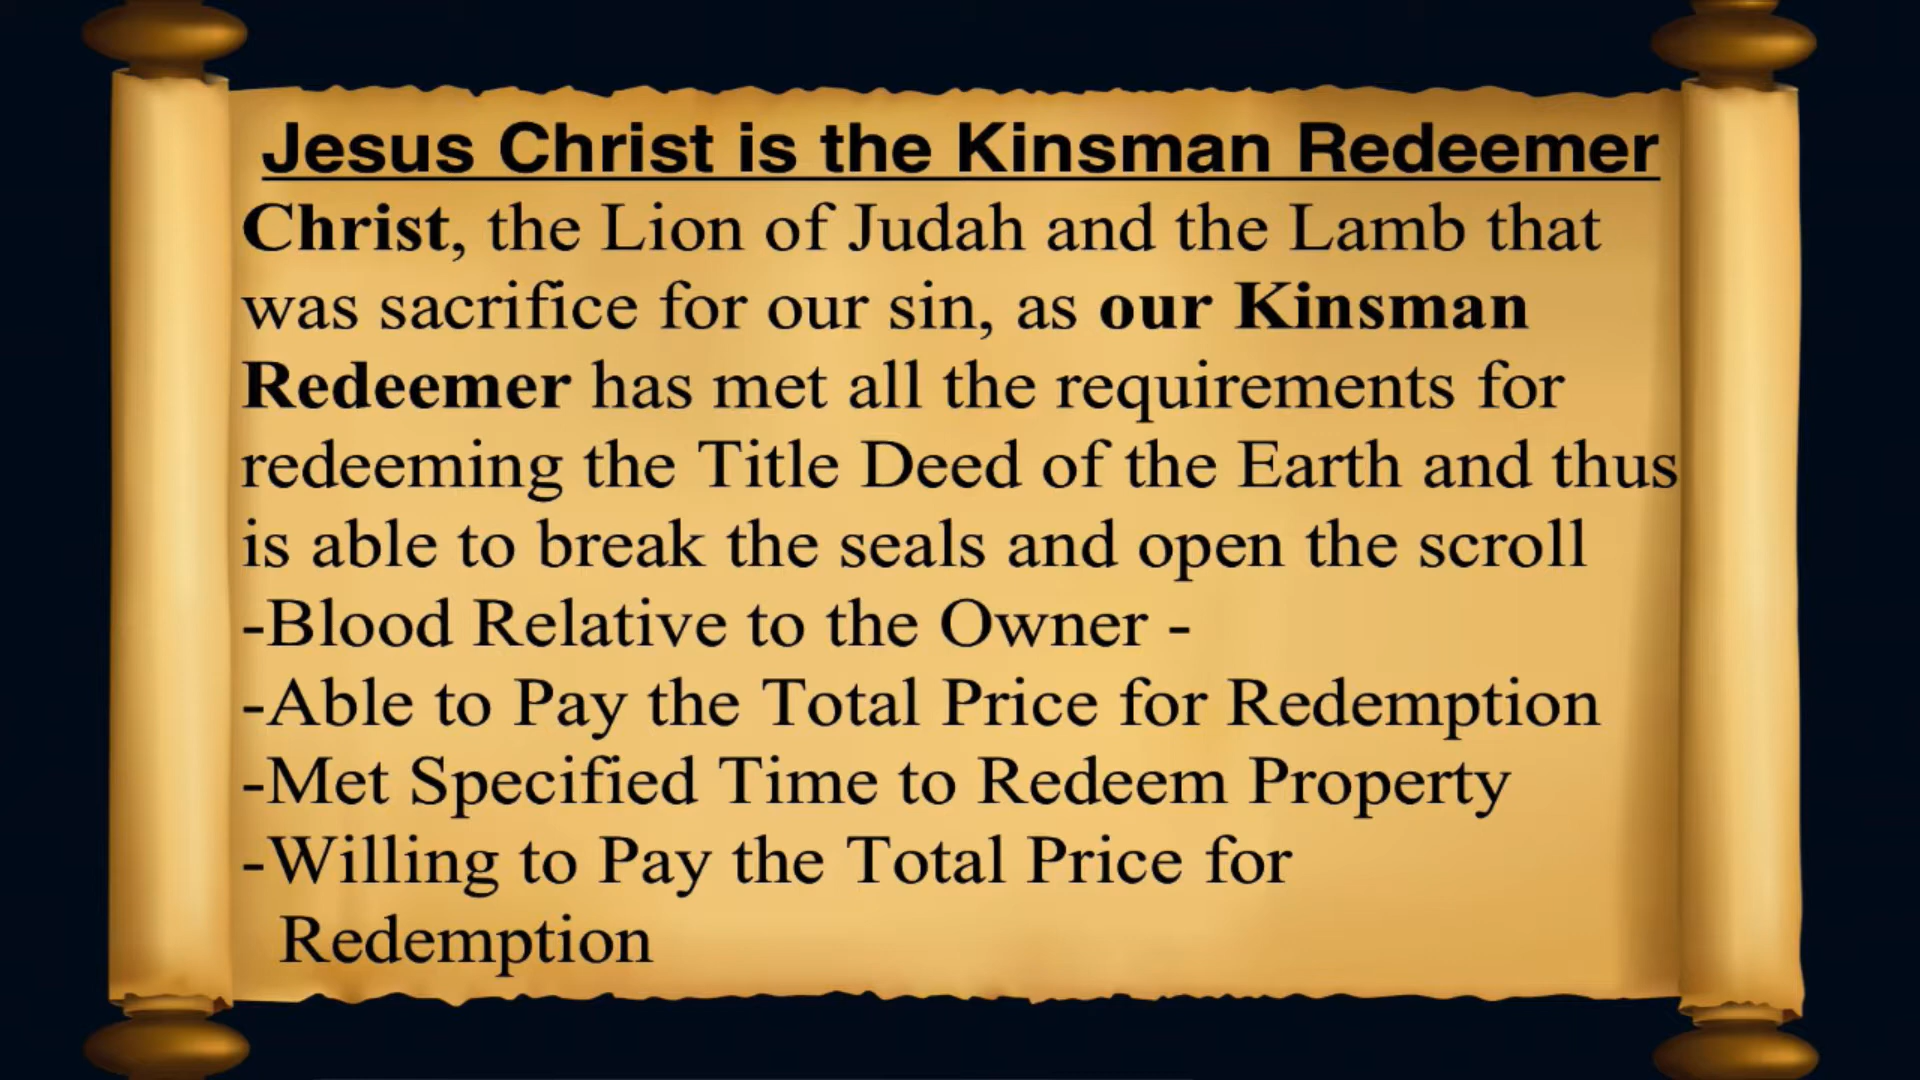 Jesus Christ is the Kinsman Redeemer
Christ, the Lion of Judah and the Lamb that
was sacrifice for our sin, as our Kinsman
Redeemer has met all the requirements for
redeeming the Title Deed of the Earth and thus
is able to break the seals and open the scroll
-Blood Relative to the Owner -
-Able to Pay the Total Price for Redemption
-Met Specified Time to Redeem Property
-Willing to Pay the Total Price for
Redemption